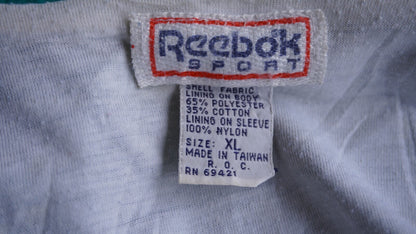 Reebok
SPORT
SHELL FABRIC
LINING ON BODY
65% POLYESTER
35% COTTON
LINING ON SLEEVE
100% NYLON
SIZE: XL
MADE IN TAIWAN
R. O. C.
RN 69421